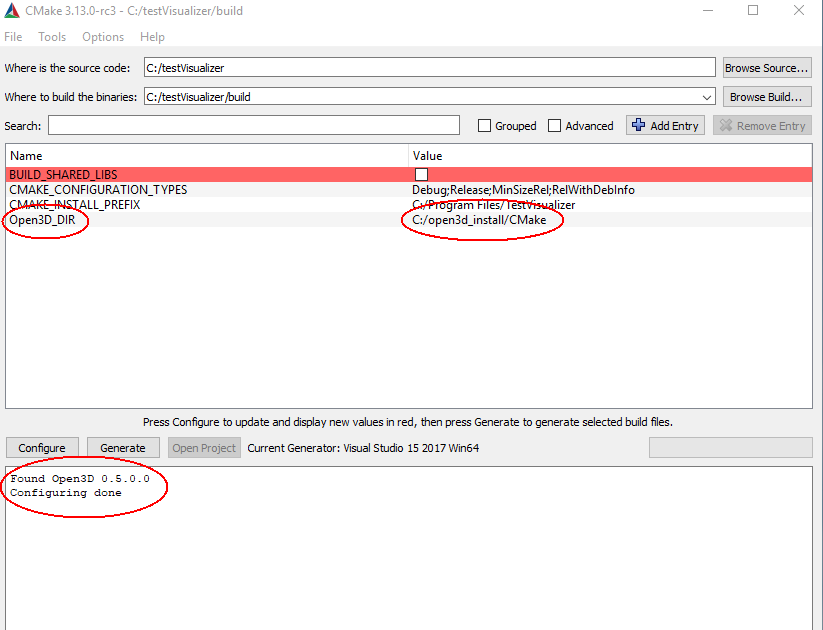 CMake 3.13.0-rc3 - C:/testVisualizer/build
File Tools Options Help
Where is the source code: C:/testVisualizer Browse Source...
Where to build the binaries: C:/testVisualizer/build Browse Build...
Search: Grouped Advanced Add Entry Remove Entry
Name Value
BUILD_SHARED_LIBS
CMAKE_CONFIGURATION_TYPES Debug;Release;MinSizeRel;RelWithDebInfo
CMAKE_INSTALL_PREFIX C:/Program Files/TestVisualizer
Open3D_DIR C:/open3d_install/CMake
Press Configure to update and display new values in red, then press Generate to generate selected build files.
Configure Generate Open Project Current Generator: Visual Studio 15 2017 Win64
Found Open3D 0.5.0.0
Configuring done